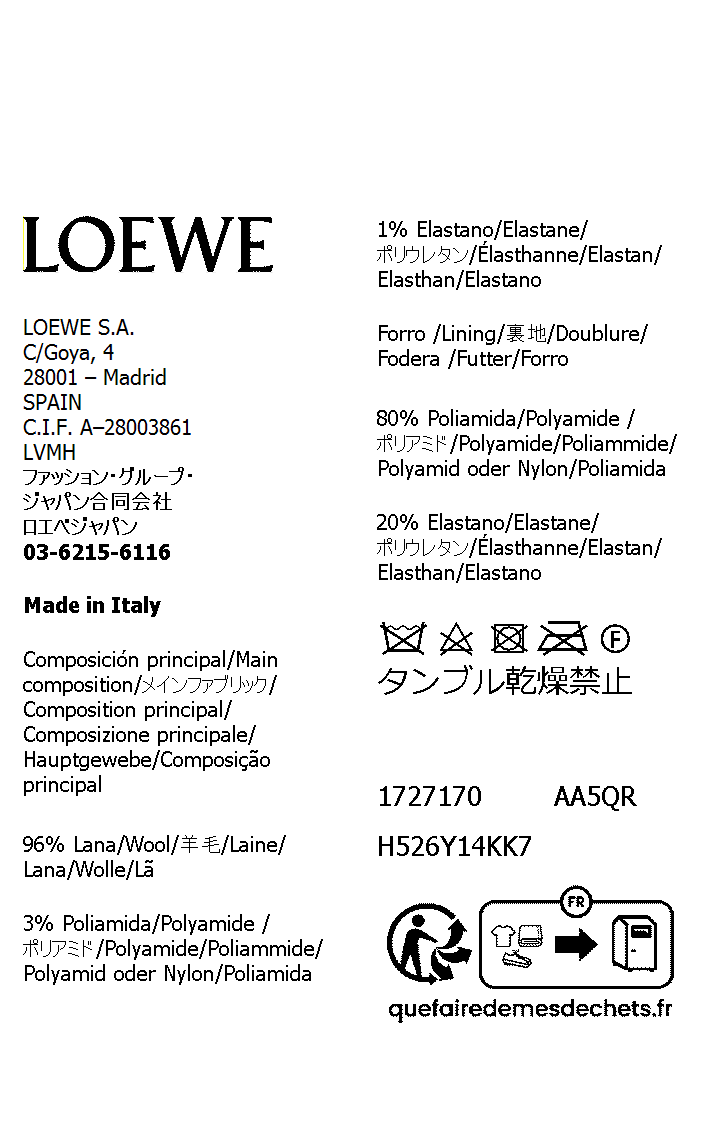 LOEWE
LOEWE S.A.
C/Goya, 4
28001 – Madrid
SPAIN
C.I.F. A–28003861
LVMH
ファッション・グループ・
ジャパン合同会社
ロエベジャパン
03-6215-6116
Made in Italy
Composición principal/Main
composition/メインファブリック/
Composition principal/
Composizione principale/
Hauptgewebe/Composição
principal
96% Lana/Wool/羊毛/Laine/
Lana/Wolle/Lã
3% Poliamida/Polyamide /
ポリアミド/Polyamide/Poliammide/
Polyamid oder Nylon/Poliamida
1% Elastano/Elastane/
ポリウレタン/Élasthanne/Elastan/
Elasthan/Elastano
Forro /Lining/裏地/Doublure/
Fodera /Futter/Forro
80% Poliamida/Polyamide /
ポリアミド/Polyamide/Poliammide/
Polyamid oder Nylon/Poliamida
20% Elastano/Elastane/
ポリウレタン/Élasthanne/Elastan/
Elasthan/Elastano
F
タンブル乾燥禁止
1727170 AA5QR
H526Y14KK7
FR
quefairedemesdechets.fr